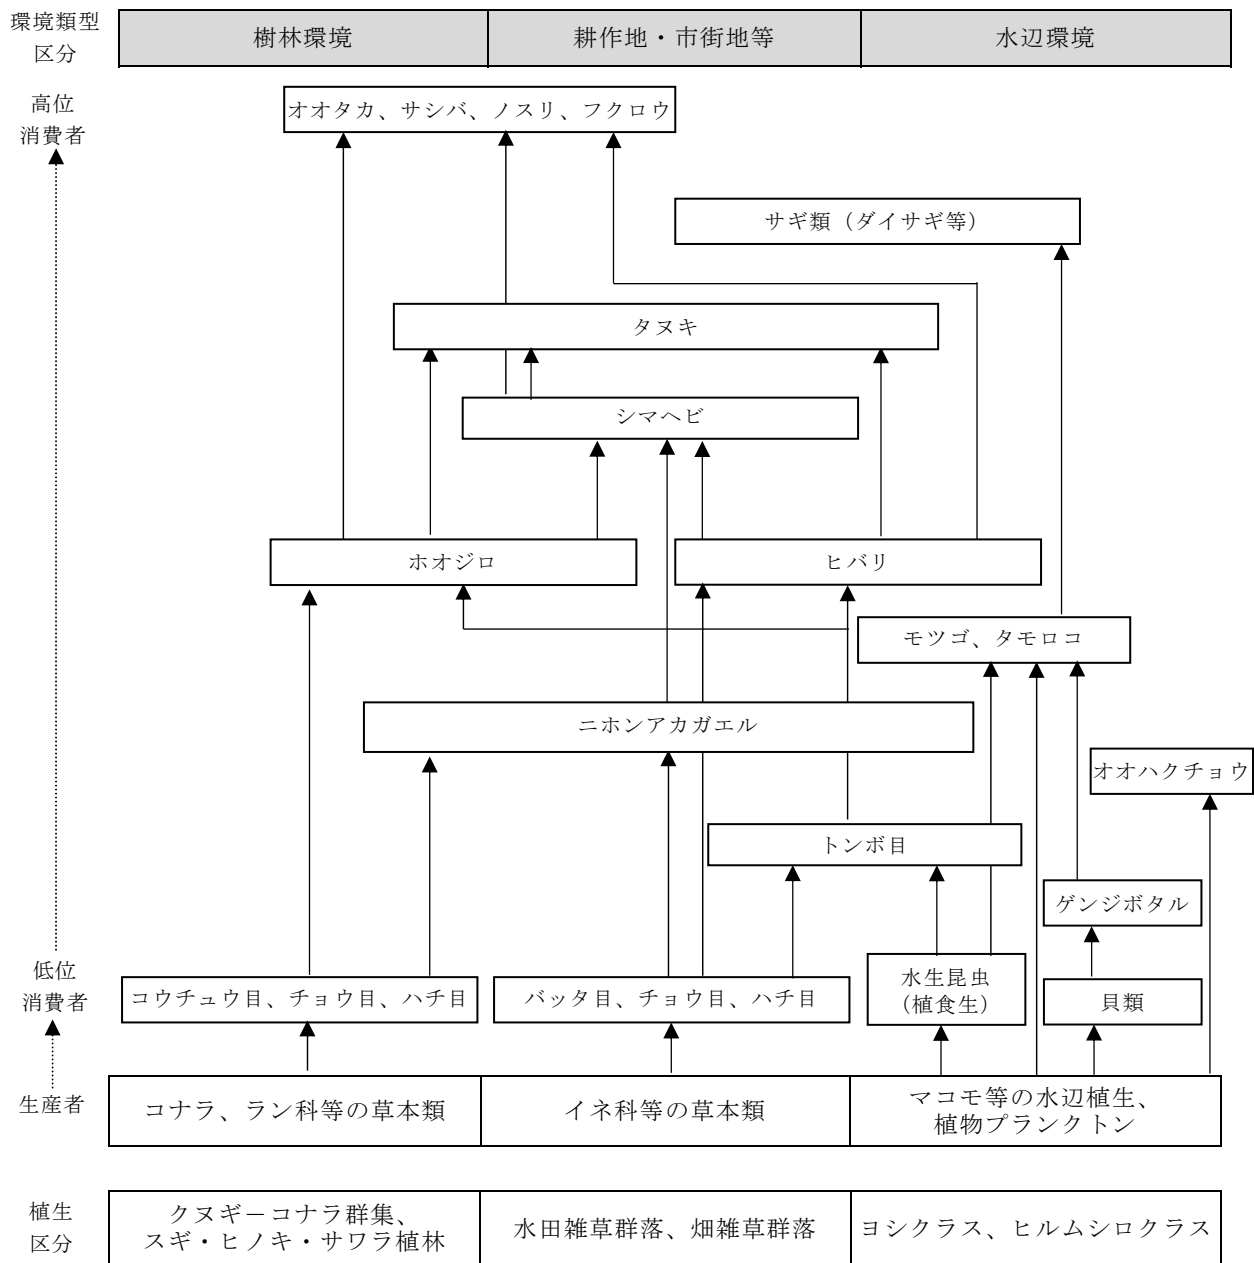 環境類型
区分
樹林環境
耕作地・市街地等
水辺環境
高位
消費者
オオタカ、サシバ、ノスリ、フクロウ
サギ類（ダイサギ等）
タヌキ
シマヘビ
ホオジロ
ヒバリ
モツゴ、タモロコ
ニホンアカガエル
オオハクチョウ
トンボ目
ゲンジボタル
低位
消費者
コウチュウ目、チョウ目、ハチ目
バッタ目、チョウ目、ハチ目
水生昆虫
（植食生）
貝類
生産者
コナラ、ラン科等の草本類
イネ科等の草本類
マコモ等の水辺植生、
植物プランクトン
植生
区分
クヌギ－コナラ群集、
スギ・ヒノキ・サワラ植林
水田雑草群落、畑雑草群落
ヨシクラス、ヒルムシロクラス